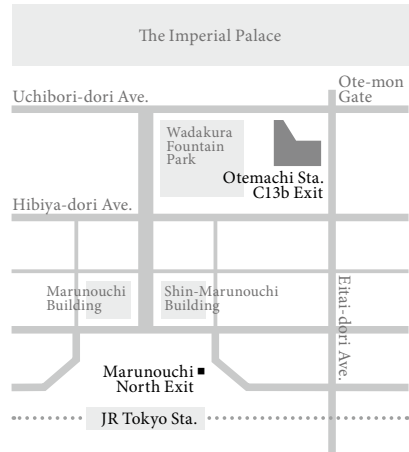 The Imperial Palace
Ote-mon
Gate
Uchibori-dori Ave.
Wadakura
Fountain
Park
Otemachi Sta.
C13b Exit
Hibiya-dori Ave.
Marunouchi
Building
Shin-Marunouchi
Building
Eitai-dori Ave.
Marunouchi
North Exit
JR Tokyo Sta.